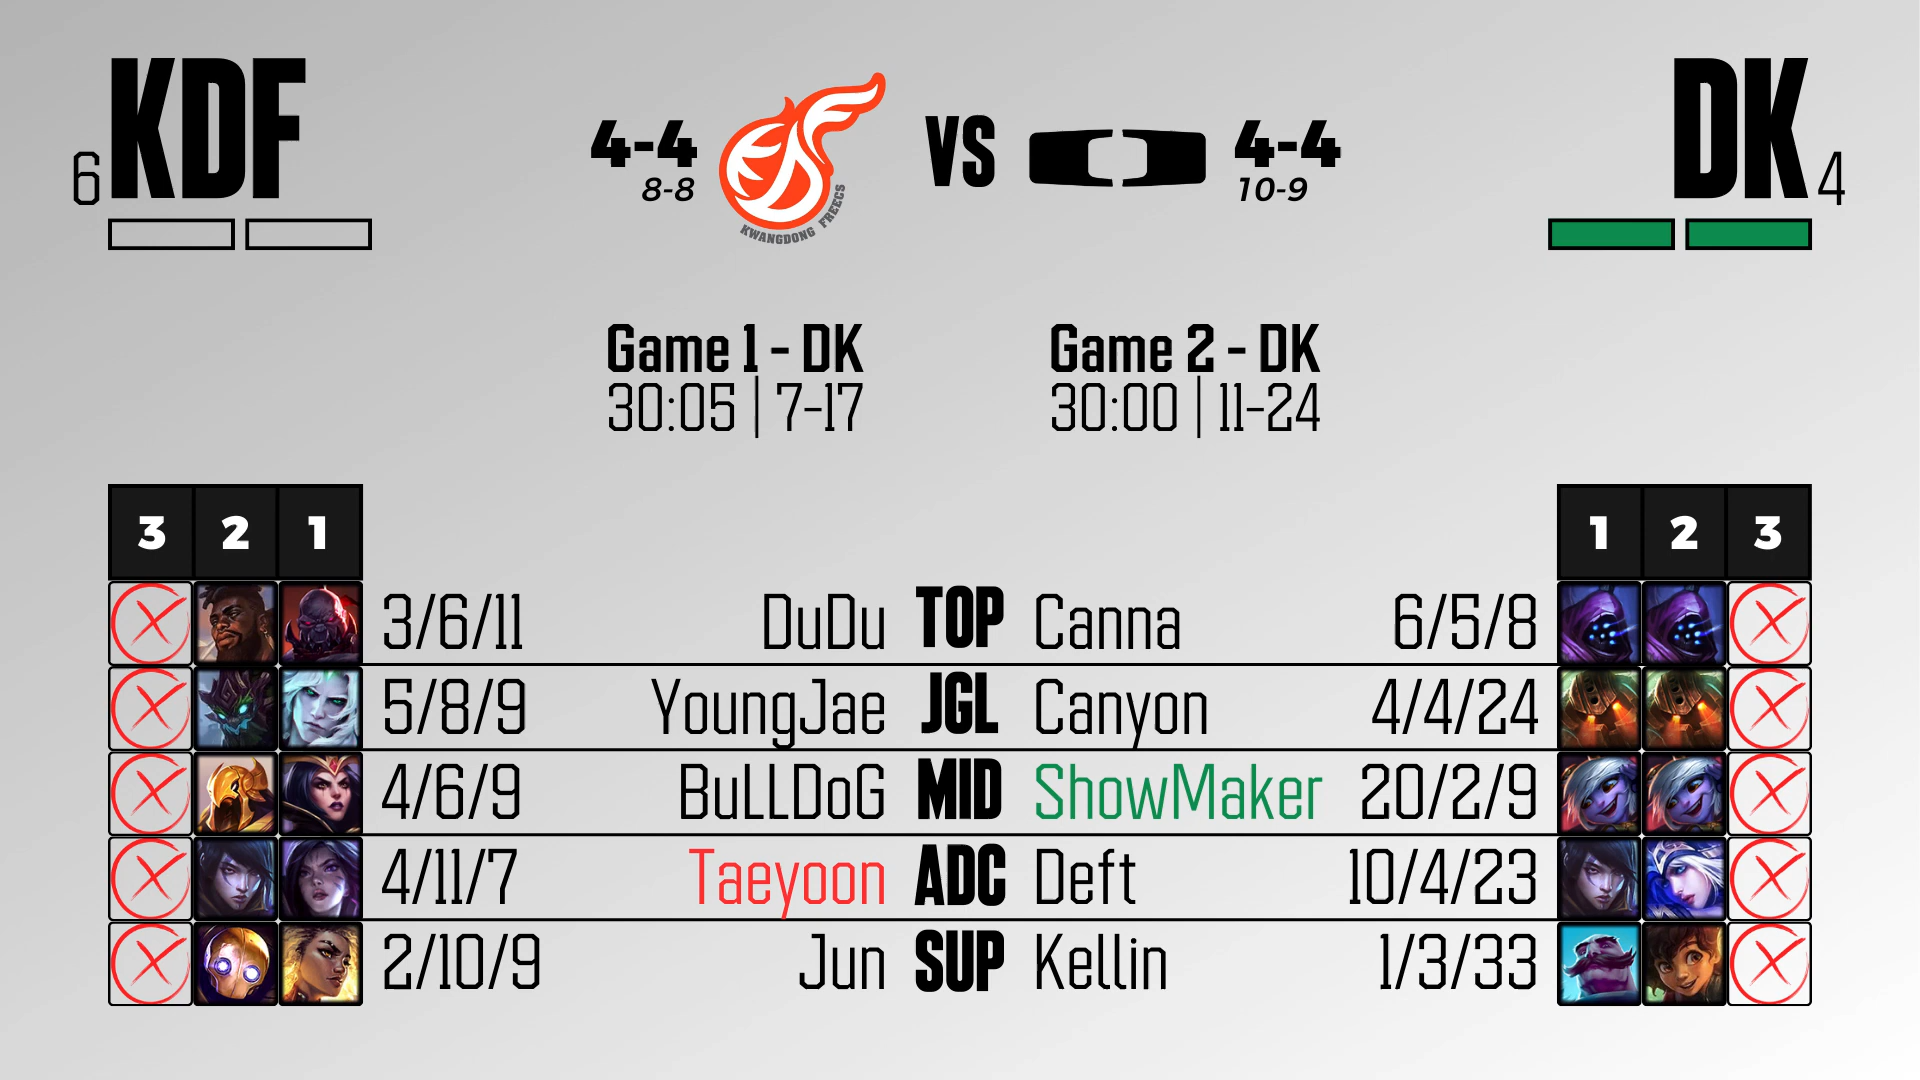 KDF
6
4-4
8-8
KWANGDONG FREECS
VS
4-4
10-9
DK
4
Game 1 - DK
30:05 | 7-17
Game 2 - DK
30:00 | 11-24
3 2 1
1 2 3
3/6/11 DuDu TOP Canna 6/5/8
5/8/9 YoungJae JGL Canyon 4/4/24
4/6/9 BuLLDoG MID ShowMaker 20/2/9
4/11/7 Taeyoon ADC Deft 10/4/23
2/10/9 Jun SUP Kellin 1/3/33